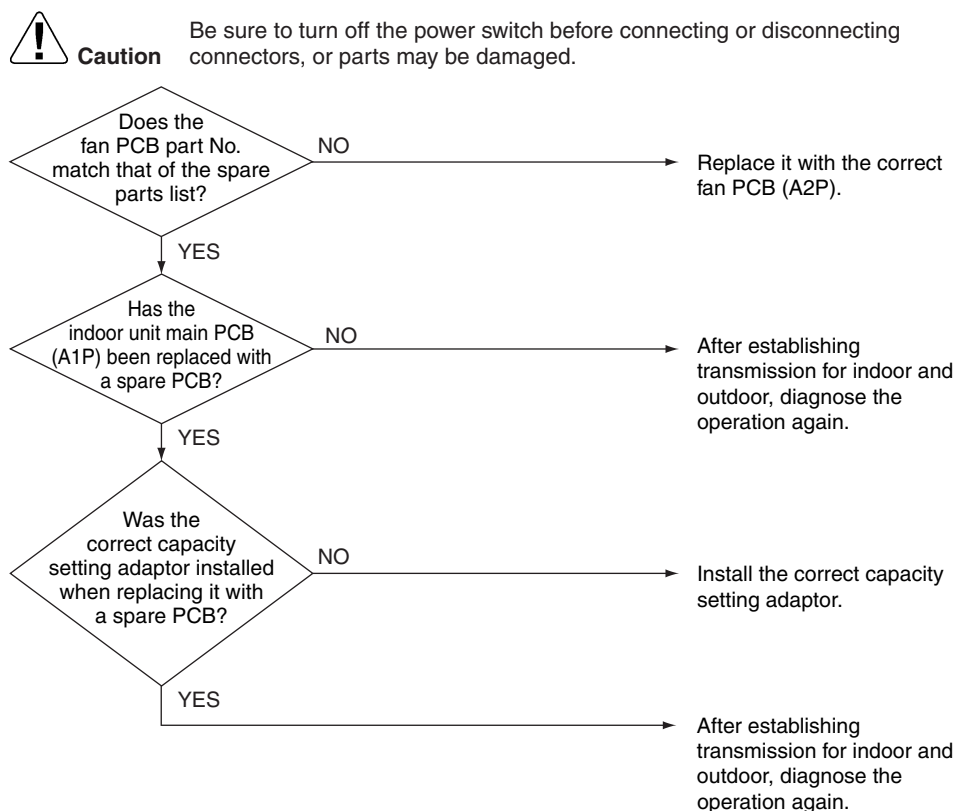 Be sure to turn off the power switch before connecting or disconnecting
Caution connectors, or parts may be damaged.
Does the
fan PCB part No.
match that of the spare
parts list?
NO
Replace it with the correct
fan PCB (A2P).
YES
Has the
indoor unit main PCB
(A1P) been replaced with
a spare PCB?
NO
After establishing
transmission for indoor and
outdoor, diagnose the
operation again.
YES
Was the
correct capacity
setting adaptor installed
when replacing it with
a spare PCB?
NO
Install the correct capacity
setting adaptor.
YES
After establishing
transmission for indoor and
outdoor, diagnose the
operation again.